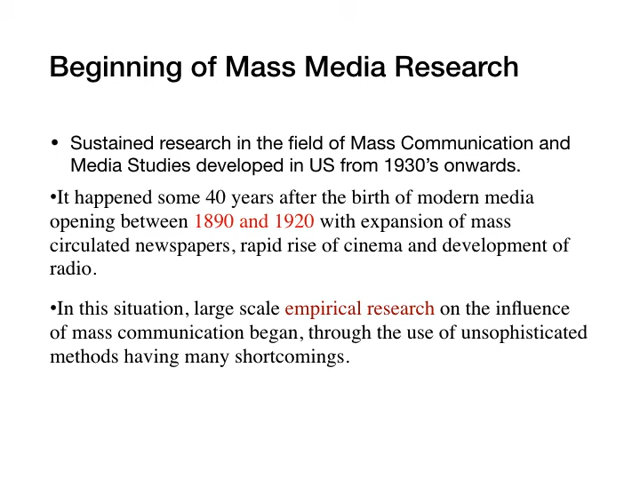 Beginning of Mass Media Research
• Sustained research in the field of Mass Communication and
Media Studies developed in US from 1930's onwards.
•It happened some 40 years after the birth of modern media
opening between 1890 and 1920 with expansion of mass
circulated newspapers, rapid rise of cinema and development of
radio.
•In this situation, large scale empirical research on the influence
of mass communication began, through the use of unsophisticated
methods having many shortcomings.